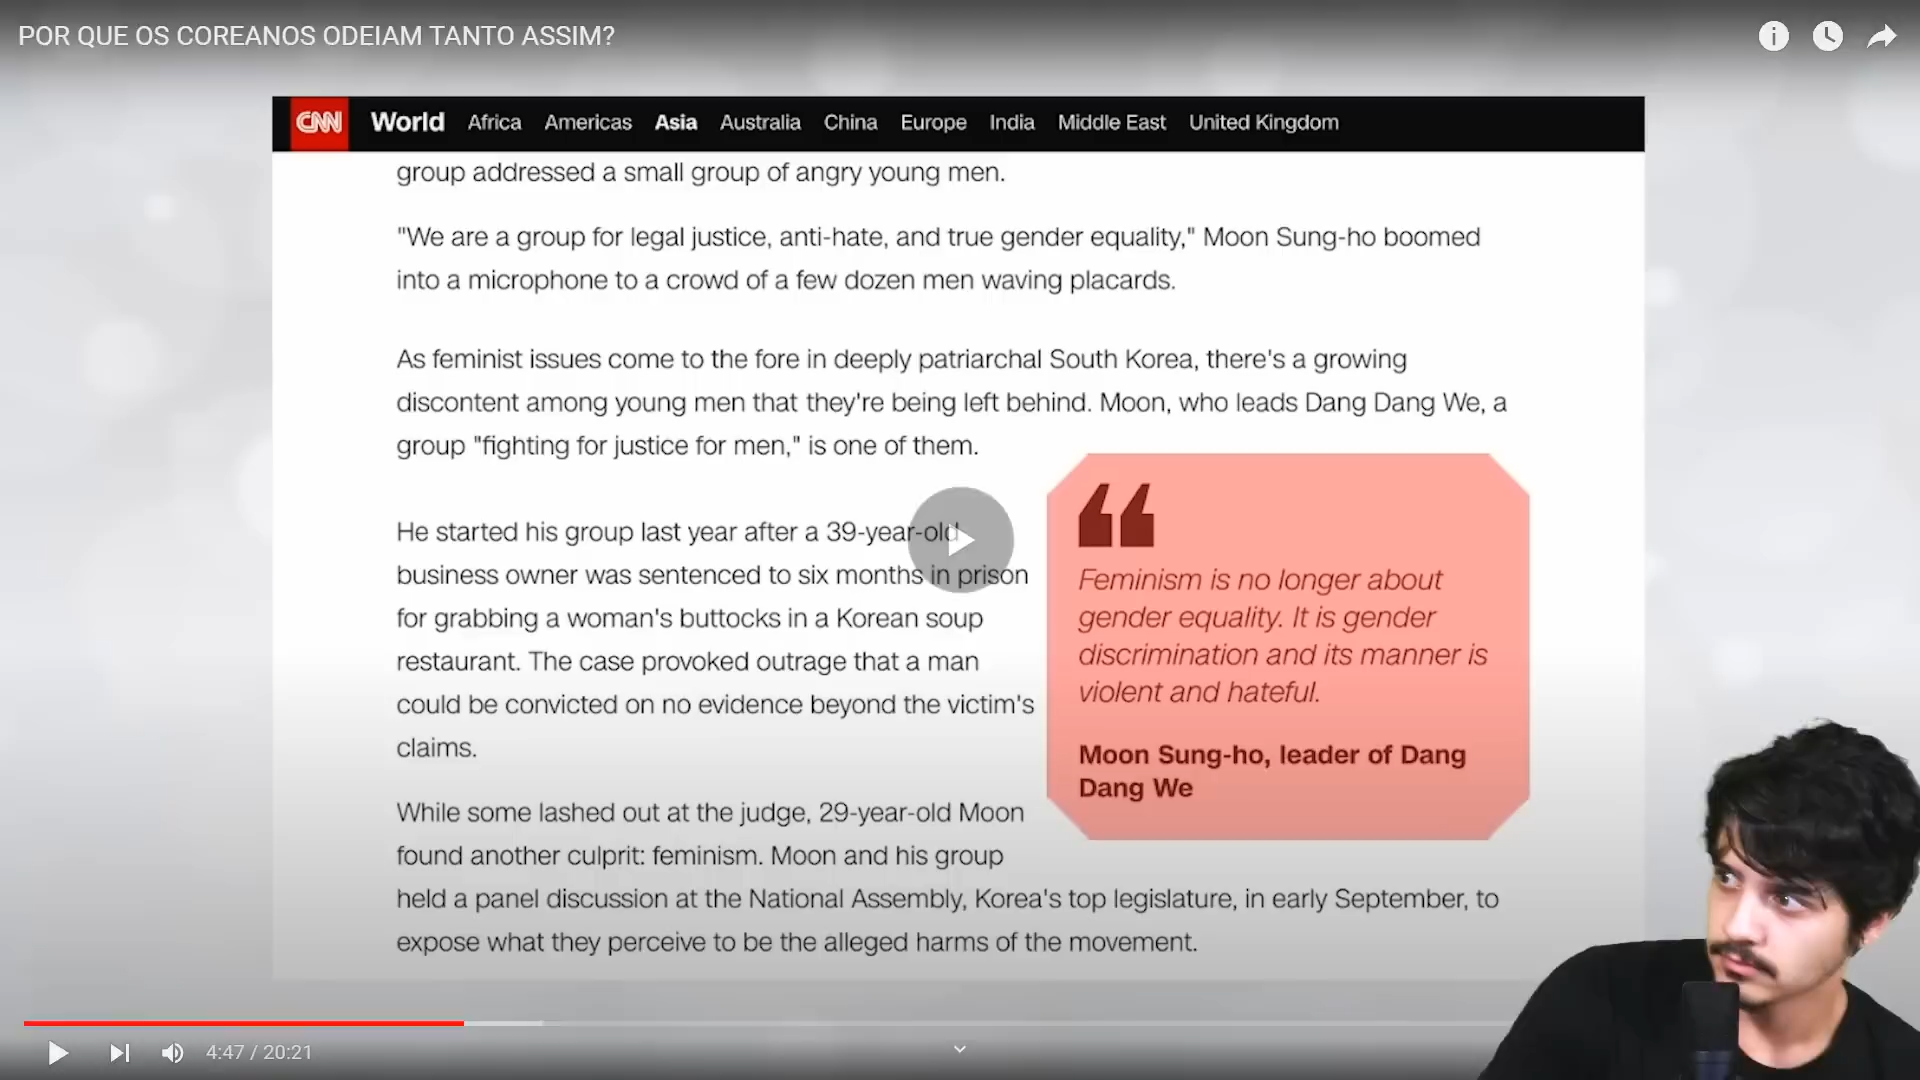 POR QUE OS COREANOS ODEIAM TANTO ASSIM?
CNN World Africa Americas Asia Australia China Europe India Middle East United Kingdom
group addressed a small group of angry young men.
"We are a group for legal justice, anti-hate, and true gender equality," Moon Sung-ho boomed
into a microphone to a crowd of a few dozen men waving placards.
As feminist issues come to the fore in deeply patriarchal South Korea, there's a growing
discontent among young men that they're being left behind. Moon, who leads Dang Dang We, a
group "fighting for justice for men," is one of them.
He started his group last year after a 39-year-old
business owner was sentenced to six months in prison
for grabbing a woman's buttocks in a Korean soup
restaurant. The case provoked outrage that a man
could be convicted on no evidence beyond the victim's
claims.
“
Feminism is no longer about
gender equality. It is gender
discrimination and its manner is
violent and hateful.
Moon Sung-ho, leader of Dang
Dang We
While some lashed out at the judge, 29-year-old Moon
found another culprit: feminism. Moon and his group
held a panel discussion at the National Assembly, Korea's top legislature, in early September, to
expose what they perceive to be the alleged harms of the movement.
4:47 / 20:21